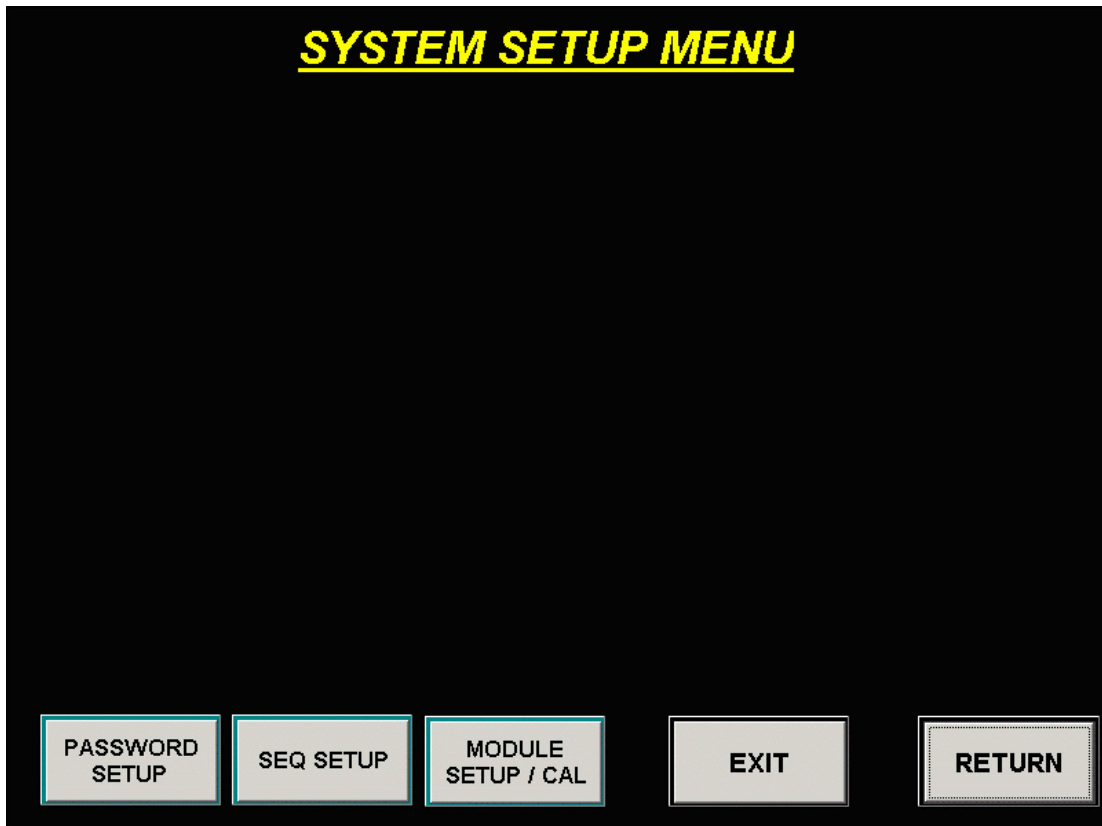 SYSTEM SETUP MENU
PASSWORD
SETUP
SEQ SETUP
MODULE
SETUP / CAL
EXIT
RETURN